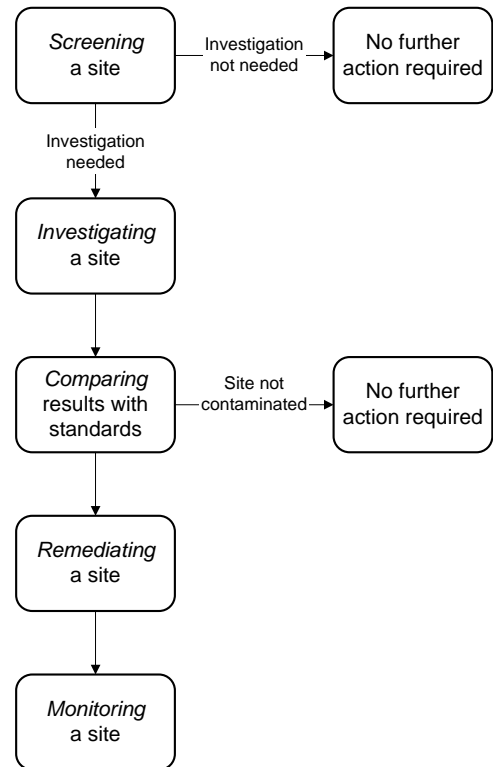 Screening
a site
Investigation
not needed
No further
action required
Investigation
needed
Investigating
a site
Comparing
results with
standards
Site not
contaminated
No further
action required
Remediating
a site
Monitoring
a site